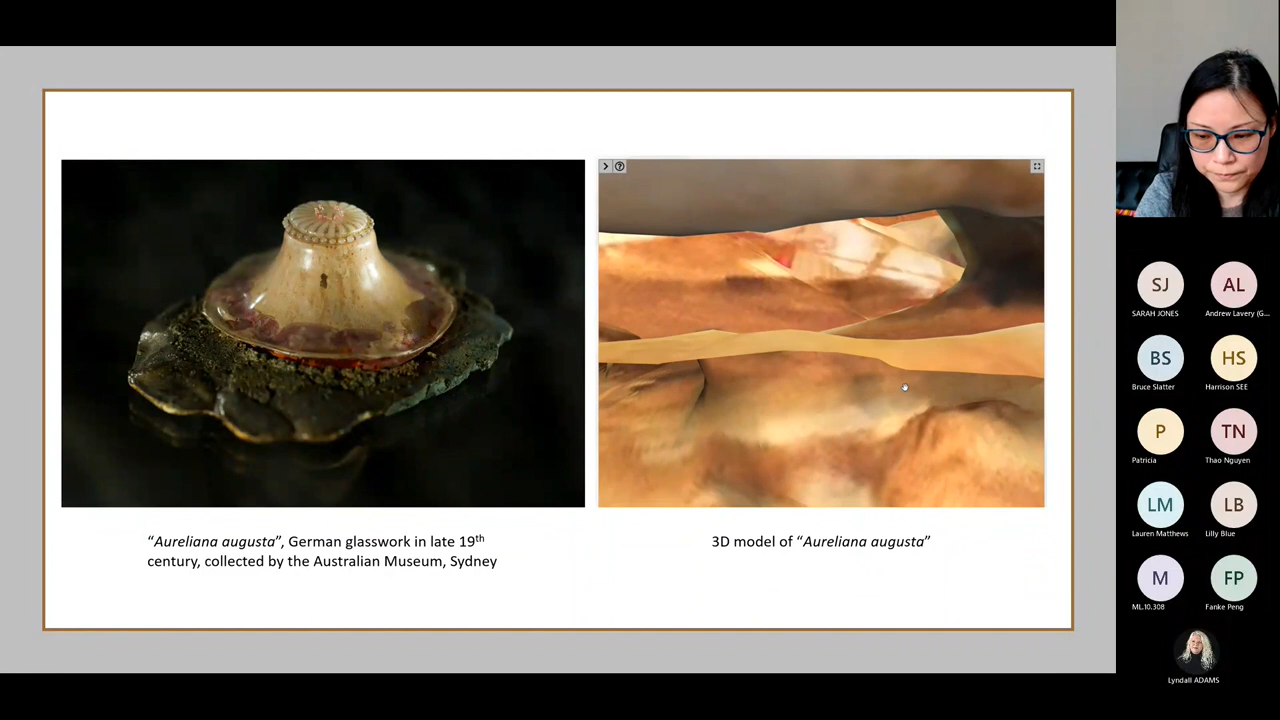 “Aureliana augusta”, German glasswork in late 19th
century, collected by the Australian Museum, Sydney
3D model of “Aureliana augusta”
SJ
AL
SARAH JONES
Andrew Lavery (G...
BS
HS
Bruce Slatter
Harrison SEE
P
TN
Patricia
Thao Nguyen
LM
LB
Lauren Matthews
Lilly Blue
M
FP
ML.10.308
Fanke Peng
Lyndall ADAMS